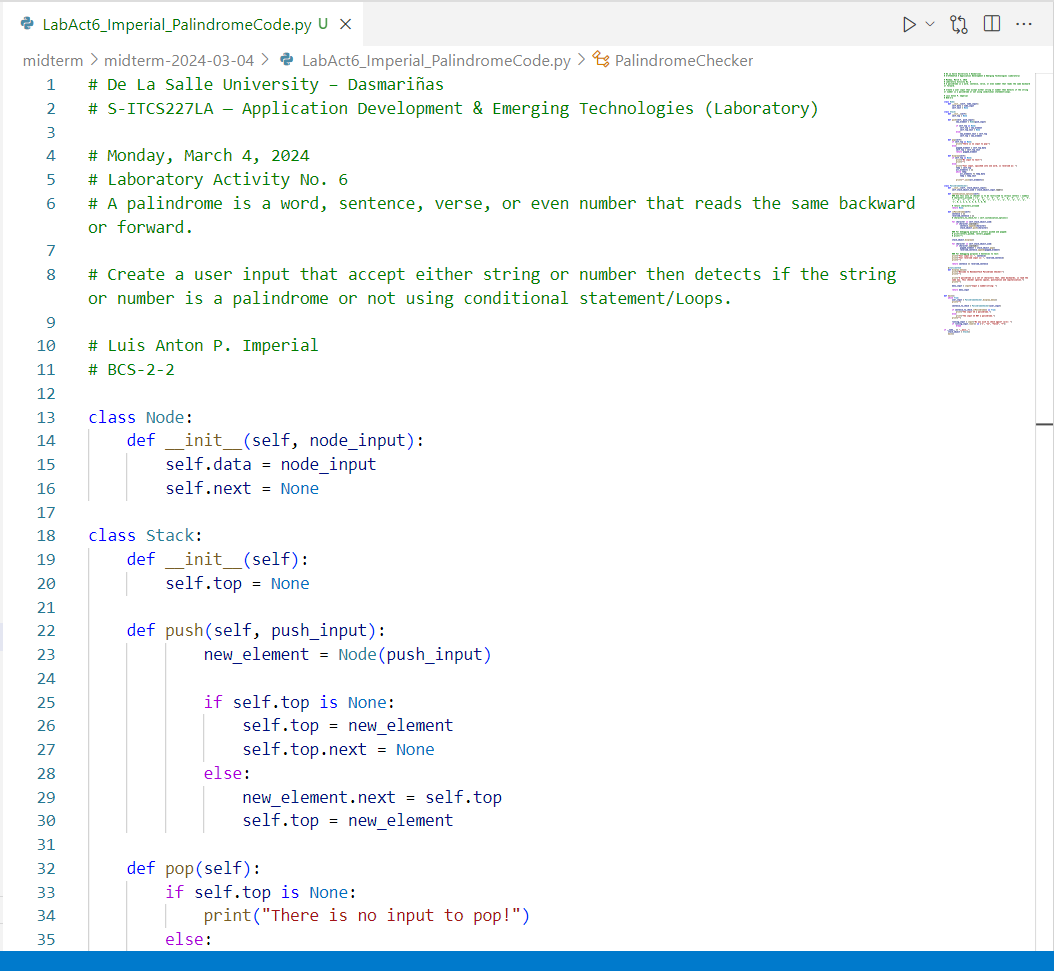 LabAct6_Imperial_PalindromeCode.py U
midterm > midterm-2024-03-04 > LabAct6_Imperial_PalindromeCode.py > PalindromeChecker
1 # De La Salle University – Dasmariñas
2 # S-ITCS227LA – Application Development & Emerging Technologies (Laboratory)
3
4 # Monday, March 4, 2024
5 # Laboratory Activity No. 6
6 # A palindrome is a word, sentence, verse, or even number that reads the same backward
or forward.
7
8 # Create a user input that accept either string or number then detects if the string
or number is a palindrome or not using conditional statement/Loops.
9
10 # Luis Anton P. Imperial
11 # BCS-2-2
12
13 class Node:
14     def __init__(self, node_input):
15         self.data = node_input
16         self.next = None
17
18 class Stack:
19     def __init__(self):
20         self.top = None
21
22     def push(self, push_input):
23             new_element = Node(push_input)
24
25             if self.top is None:
26                 self.top = new_element
27                 self.top.next = None
28             else:
29                 new_element.next = self.top
30                 self.top = new_element
31
32     def pop(self):
33         if self.top is None:
34             print("There is no input to pop!")
35         else: